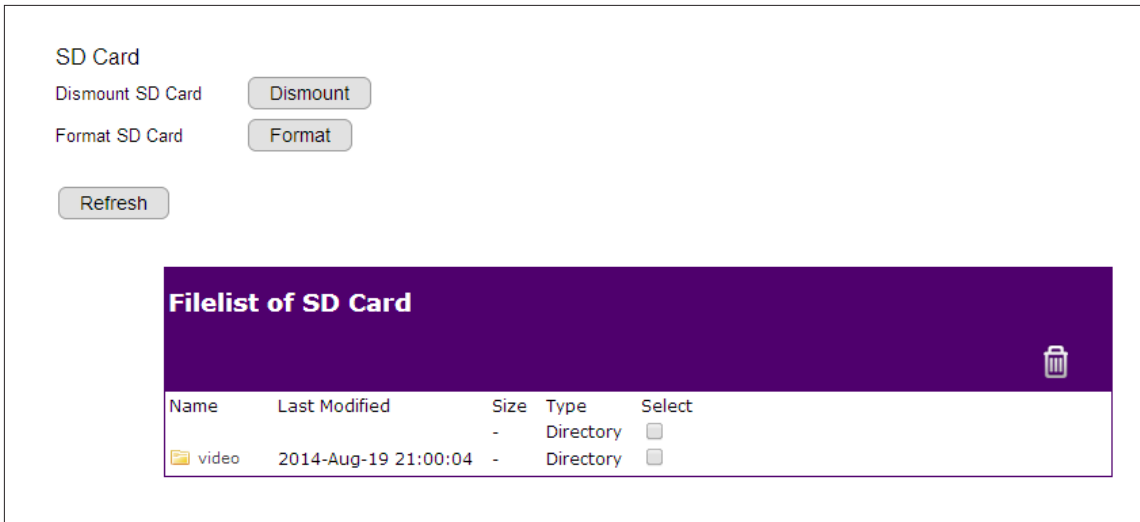 SD Card
Dismount SD Card Dismount
Format SD Card Format
Refresh
Filelist of SD Card
Name Last Modified Size Type Select
- Directory
video 2014-Aug-19 21:00:04 - Directory